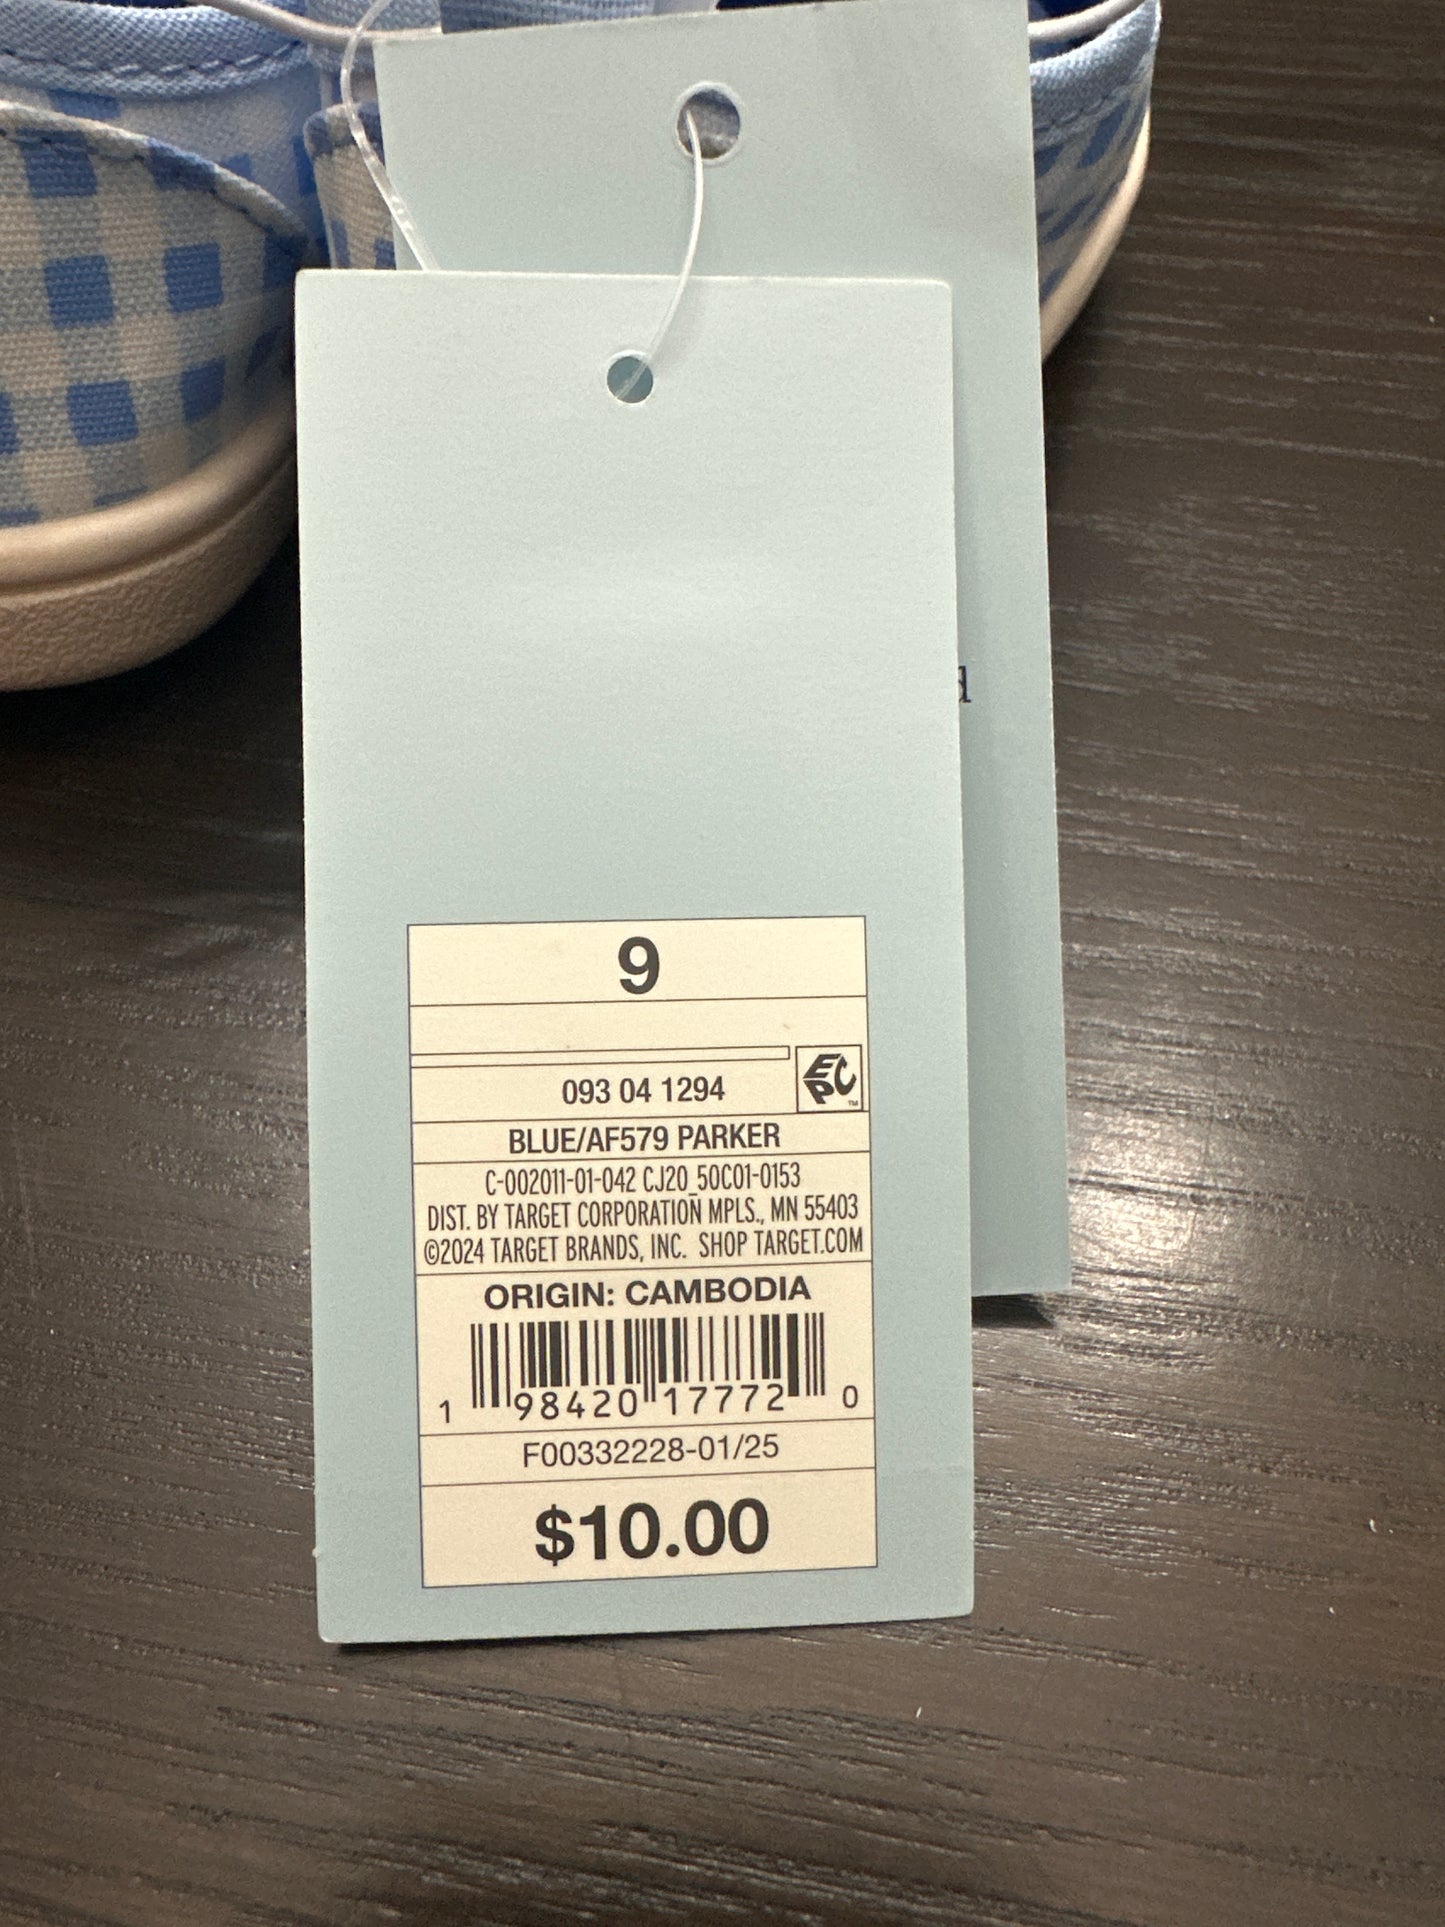 d
9
EPC™
093 04 1294
BLUE/AF579 PARKER
C-002011-01-042 CJ20_50C01-0153
DIST. BY TARGET CORPORATION MPLS., MN 55403
©2024 TARGET BRANDS, INC. SHOP TARGET.COM
ORIGIN: CAMBODIA
1 98420 17772 0
F00332228-01/25
$10.00